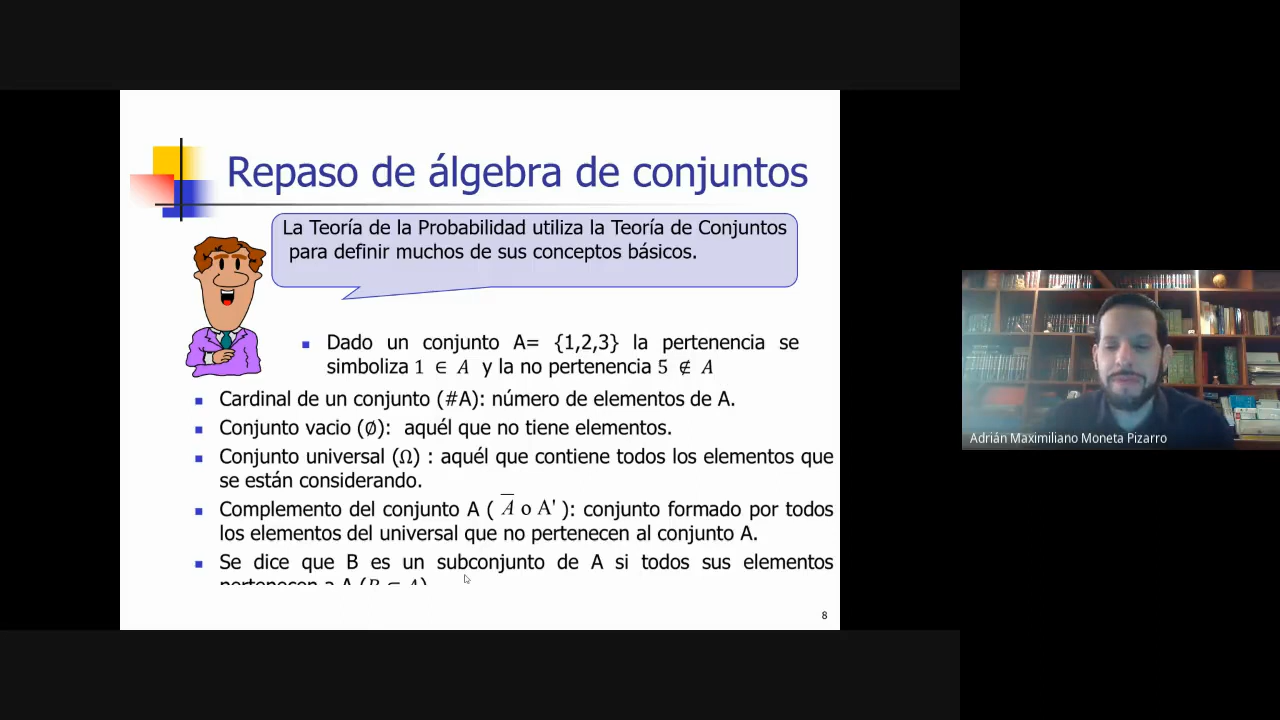 Repaso de álgebra de conjuntos
La Teoría de la Probabilidad utiliza la Teoría de Conjuntos
para definir muchos de sus conceptos básicos.
Dado un conjunto A= {1,2,3} la pertenencia se
simboliza 1 ∈ A y la no pertenencia 5 ∉ A
Cardinal de un conjunto (#A): número de elementos de A.
Conjunto vacio (∅): aquél que no tiene elementos.
Conjunto universal (Ω) : aquél que contiene todos los elementos que
se están considerando.
Complemento del conjunto A ( A̅ o A' ): conjunto formado por todos
los elementos del universal que no pertenecen al conjunto A.
Se dice que B es un subconjunto de A si todos sus elementos
pertenecen a A
8
Adrián Maximiliano Moneta Pizarro